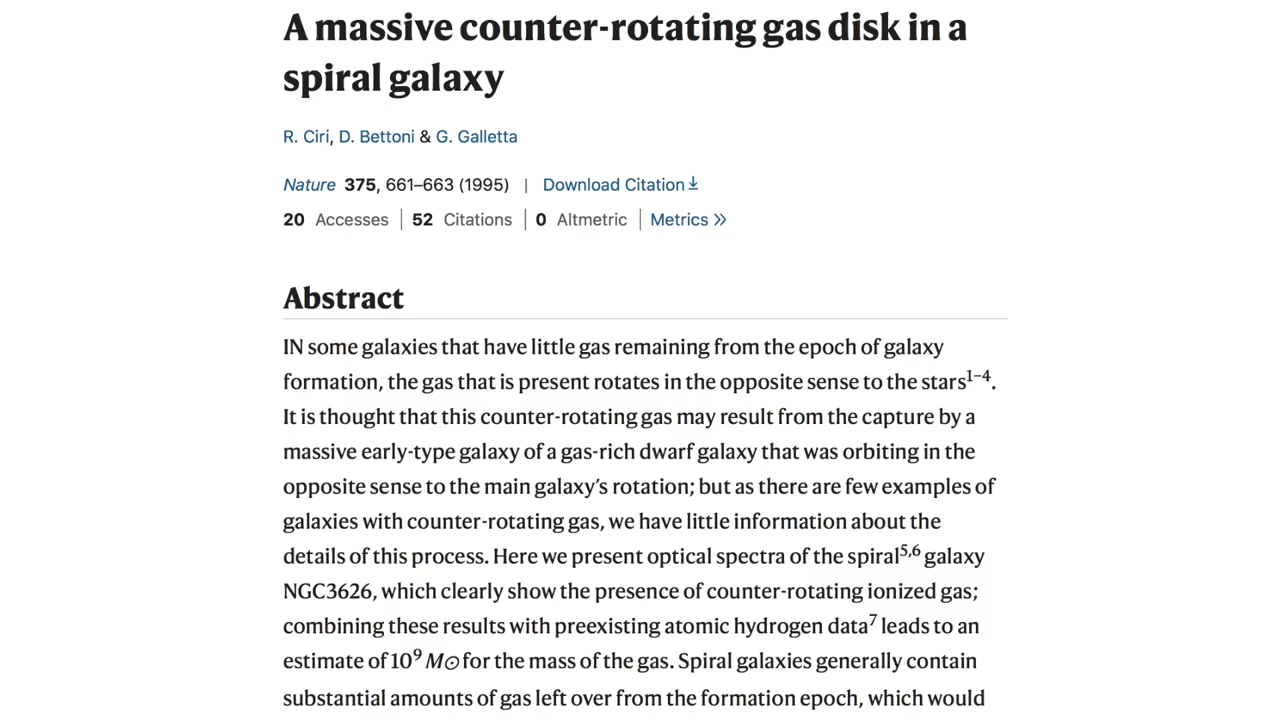 A massive counter-rotating gas disk in a
spiral galaxy
R. Ciri, D. Bettoni & G. Galletta
Nature 375, 661–663 (1995) | Download Citation
20 Accesses | 52 Citations | 0 Altmetric | Metrics »
Abstract
IN some galaxies that have little gas remaining from the epoch of galaxy
formation, the gas that is present rotates in the opposite sense to the stars1–4.
It is thought that this counter-rotating gas may result from the capture by a
massive early-type galaxy of a gas-rich dwarf galaxy that was orbiting in the
opposite sense to the main galaxy’s rotation; but as there are few examples of
galaxies with counter-rotating gas, we have little information about the
details of this process. Here we present optical spectra of the spiral5,6 galaxy
NGC3626, which clearly show the presence of counter-rotating ionized gas;
combining these results with preexisting atomic hydrogen data7 leads to an
estimate of 10⁹ M⊙ for the mass of the gas. Spiral galaxies generally contain
substantial amounts of gas left over from the formation epoch, which would